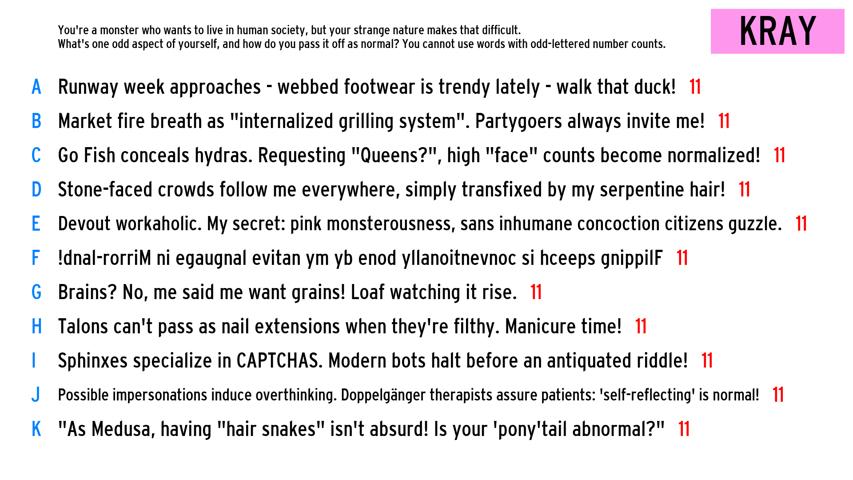 You're a monster who wants to live in human society, but your strange nature makes that difficult.
What's one odd aspect of yourself, and how do you pass it off as normal? You cannot use words with odd-lettered number counts.
KRAY
A Runway week approaches - webbed footwear is trendy lately - walk that duck! 11
B Market fire breath as "internalized grilling system". Partygoers always invite me! 11
C Go Fish conceals hydras. Requesting "Queens?", high "face" counts become normalized! 11
D Stone-faced crowds follow me everywhere, simply transfixed by my serpentine hair! 11
E Devout workaholic. My secret: pink monsterousness, sans inhumane concoction citizens guzzle. 11
F !dnal-rorriM ni egaugnal evitan ym yb enod yllanoitnevnoc si hceeps gnippilF 11
G Brains? No, me said me want grains! Loaf watching it rise. 11
H Talons can't pass as nail extensions when they're filthy. Manicure time! 11
I Sphinxes specialize in CAPTCHAS. Modern bots halt before an antiquated riddle! 11
J Possible impersonations induce overthinking. Doppelgänger therapists assure patients: 'self-reflecting' is normal! 11
K "As Medusa, having "hair snakes" isn't absurd! Is your 'pony'tail abnormal?" 11